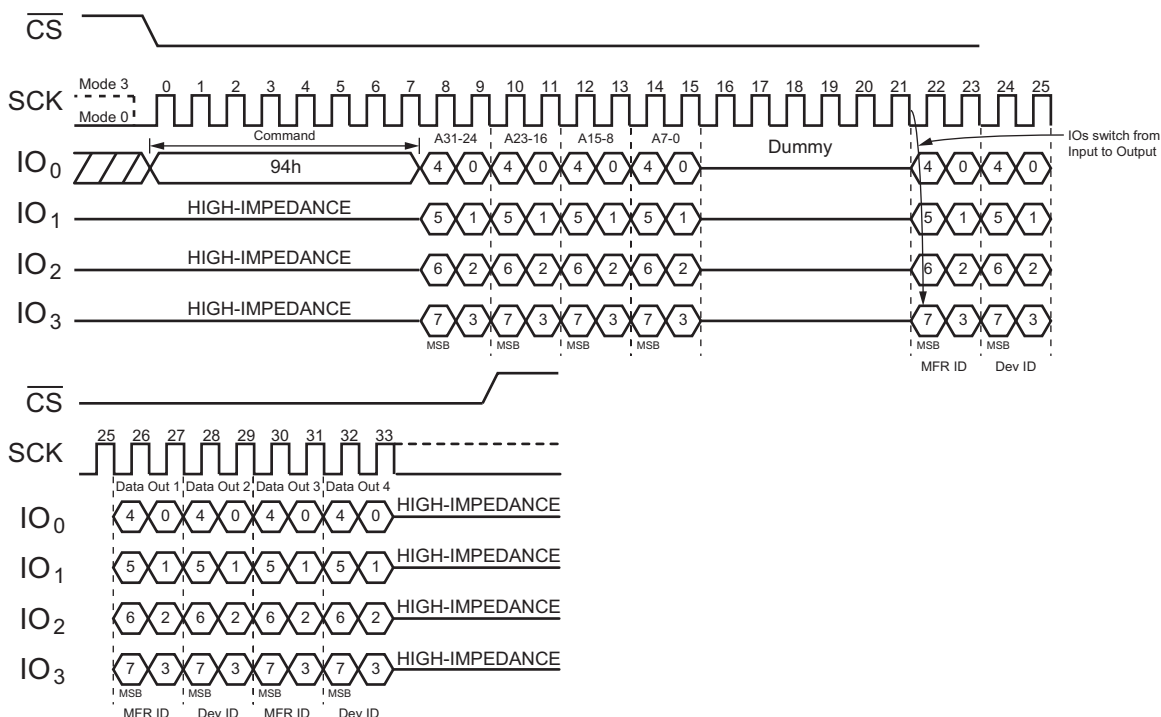 CS
Mode 3
SCK
Mode 0
0 1 2 3 4 5 6 7 8 9 10 11 12 13 14 15 16 17 18 19 20 21 22 23 24 25
Command
A31-24 A23-16 A15-8 A7-0
Dummy
IOs switch from
Input to Output
IO0 94h 4 0 4 0 4 0 4 0 4 0 4 0
IO1 HIGH-IMPEDANCE 5 1 5 1 5 1 5 1 5 1 5 1
IO2 HIGH-IMPEDANCE 6 2 6 2 6 2 6 2 6 2 6 2
IO3 HIGH-IMPEDANCE 7 3 7 3 7 3 7 3 7 3 7 3
MSB MSB MSB MSB MSB MSB
MFR ID Dev ID
CS
SCK 25 26 27 28 29 30 31 32 33
Data Out 1 Data Out 2 Data Out 3 Data Out 4
IO0 4 0 4 0 4 0 4 0 HIGH-IMPEDANCE
IO1 5 1 5 1 5 1 5 1 HIGH-IMPEDANCE
IO2 6 2 6 2 6 2 6 2 HIGH-IMPEDANCE
IO3 7 3 7 3 7 3 7 3 HIGH-IMPEDANCE
MSB MSB MSB MSB
MFR ID Dev ID MFR ID Dev ID